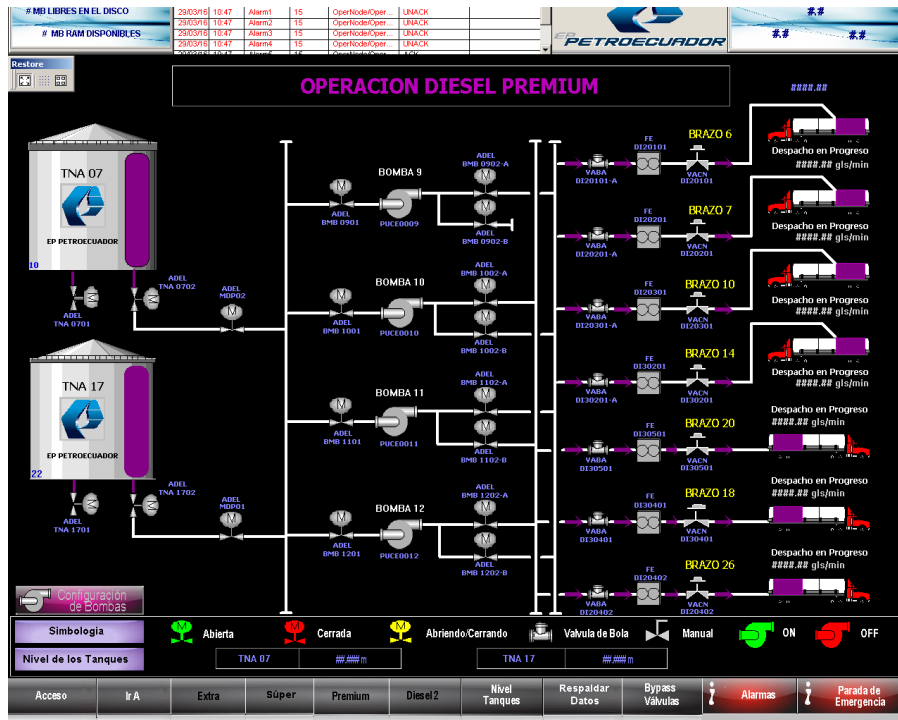 # MB LIBRES EN EL DISCO
# MB RAM DISPONIBLES
29/03/16 10:47 Alarm1 15 OperNode/Oper... UNACK
29/03/16 10:47 Alarm3 15 OperNode/Oper... UNACK
29/03/16 10:47 Alarm4 15 OperNode/Oper... UNACK
EP PETROECUADOR
#.#
#.# #.#
Restore
OPERACION DIESEL PREMIUM
####.##
TNA 07
EP PETROECUADOR
10
ADEL
TNA 0701
ADEL
TNA 0702
ADEL
MDP02
TNA 17
EP PETROECUADOR
22
ADEL
TNA 1701
ADEL
TNA 1702
ADEL
MDP01
BOMBA 9
ADEL
BMB 0901
PUCE0009
ADEL
BMB 0902-A
ADEL
BMB 0902-B
BOMBA 10
ADEL
BMB 1001
PUCE0010
ADEL
BMB 1002-A
ADEL
BMB 1002-B
BOMBA 11
ADEL
BMB 1101
PUCE0011
ADEL
BMB 1102-A
ADEL
BMB 1102-B
BOMBA 12
ADEL
BMB 1201
PUCE0012
ADEL
BMB 1202-A
ADEL
BMB 1202-B
BRAZO 6
FE
DI20101
VABA
DI20101-A
VACN
DI20101
Despacho en Progreso
####.## gls/min
BRAZO 7
FE
DI20201
VABA
DI20201-A
VACN
DI20201
Despacho en Progreso
####.## gls/min
BRAZO 10
FE
DI20301
VABA
DI20301-A
VACN
DI20301
Despacho en Progreso
####.## gls/min
BRAZO 14
FE
DI30201
VABA
DI30201-A
VACN
DI30201
Despacho en Progreso
####.## gls/min
BRAZO 20
FE
DI30501
VABA
DI30501
VACN
DI30501
Despacho en Progreso
####.## gls/min
BRAZO 18
FE
DI30401
VABA
DI30401
VACN
DI30401
Despacho en Progreso
####.## gls/min
BRAZO 26
FE
DI20402
VABA
DI20402
VACN
DI20402
Despacho en Progreso
####.## gls/min
Configuración
de Bombas
Simbologia
M Abierta
M Cerrada
M Abriendo/Cerrando
Valvula de Bola
Manual
ON
OFF
Nivel de los Tanques
TNA 07 ##.### m
TNA 17 ##.### m
Acceso
Ir A
Extra
Súper
Premium
Diesel 2
Nivel
Tanques
Respaldar
Datos
Bypass
Válvulas
Alarmas
Parada de
Emergencia